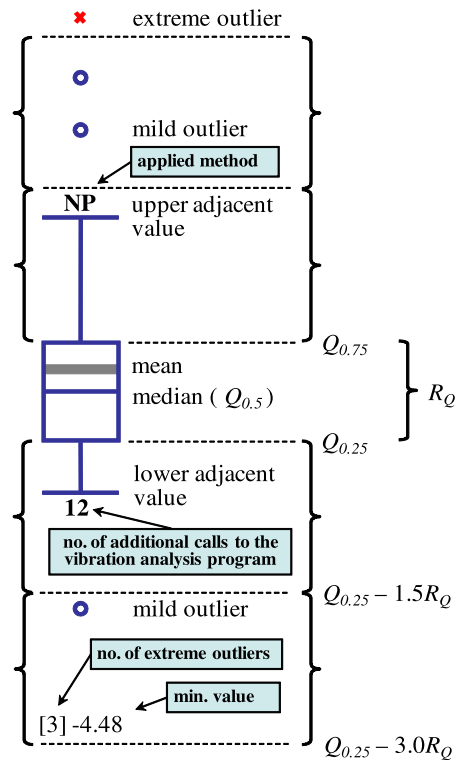 extreme outlier
mild outlier
applied method
NP
upper adjacent
value
Q0.75
mean
median ( Q0.5 )
RQ
Q0.25
lower adjacent
value
12
no. of additional calls to the
vibration analysis program
Q0.25 – 1.5RQ
mild outlier
no. of extreme outliers
min. value
[3] -4.48
Q0.25 – 3.0RQ